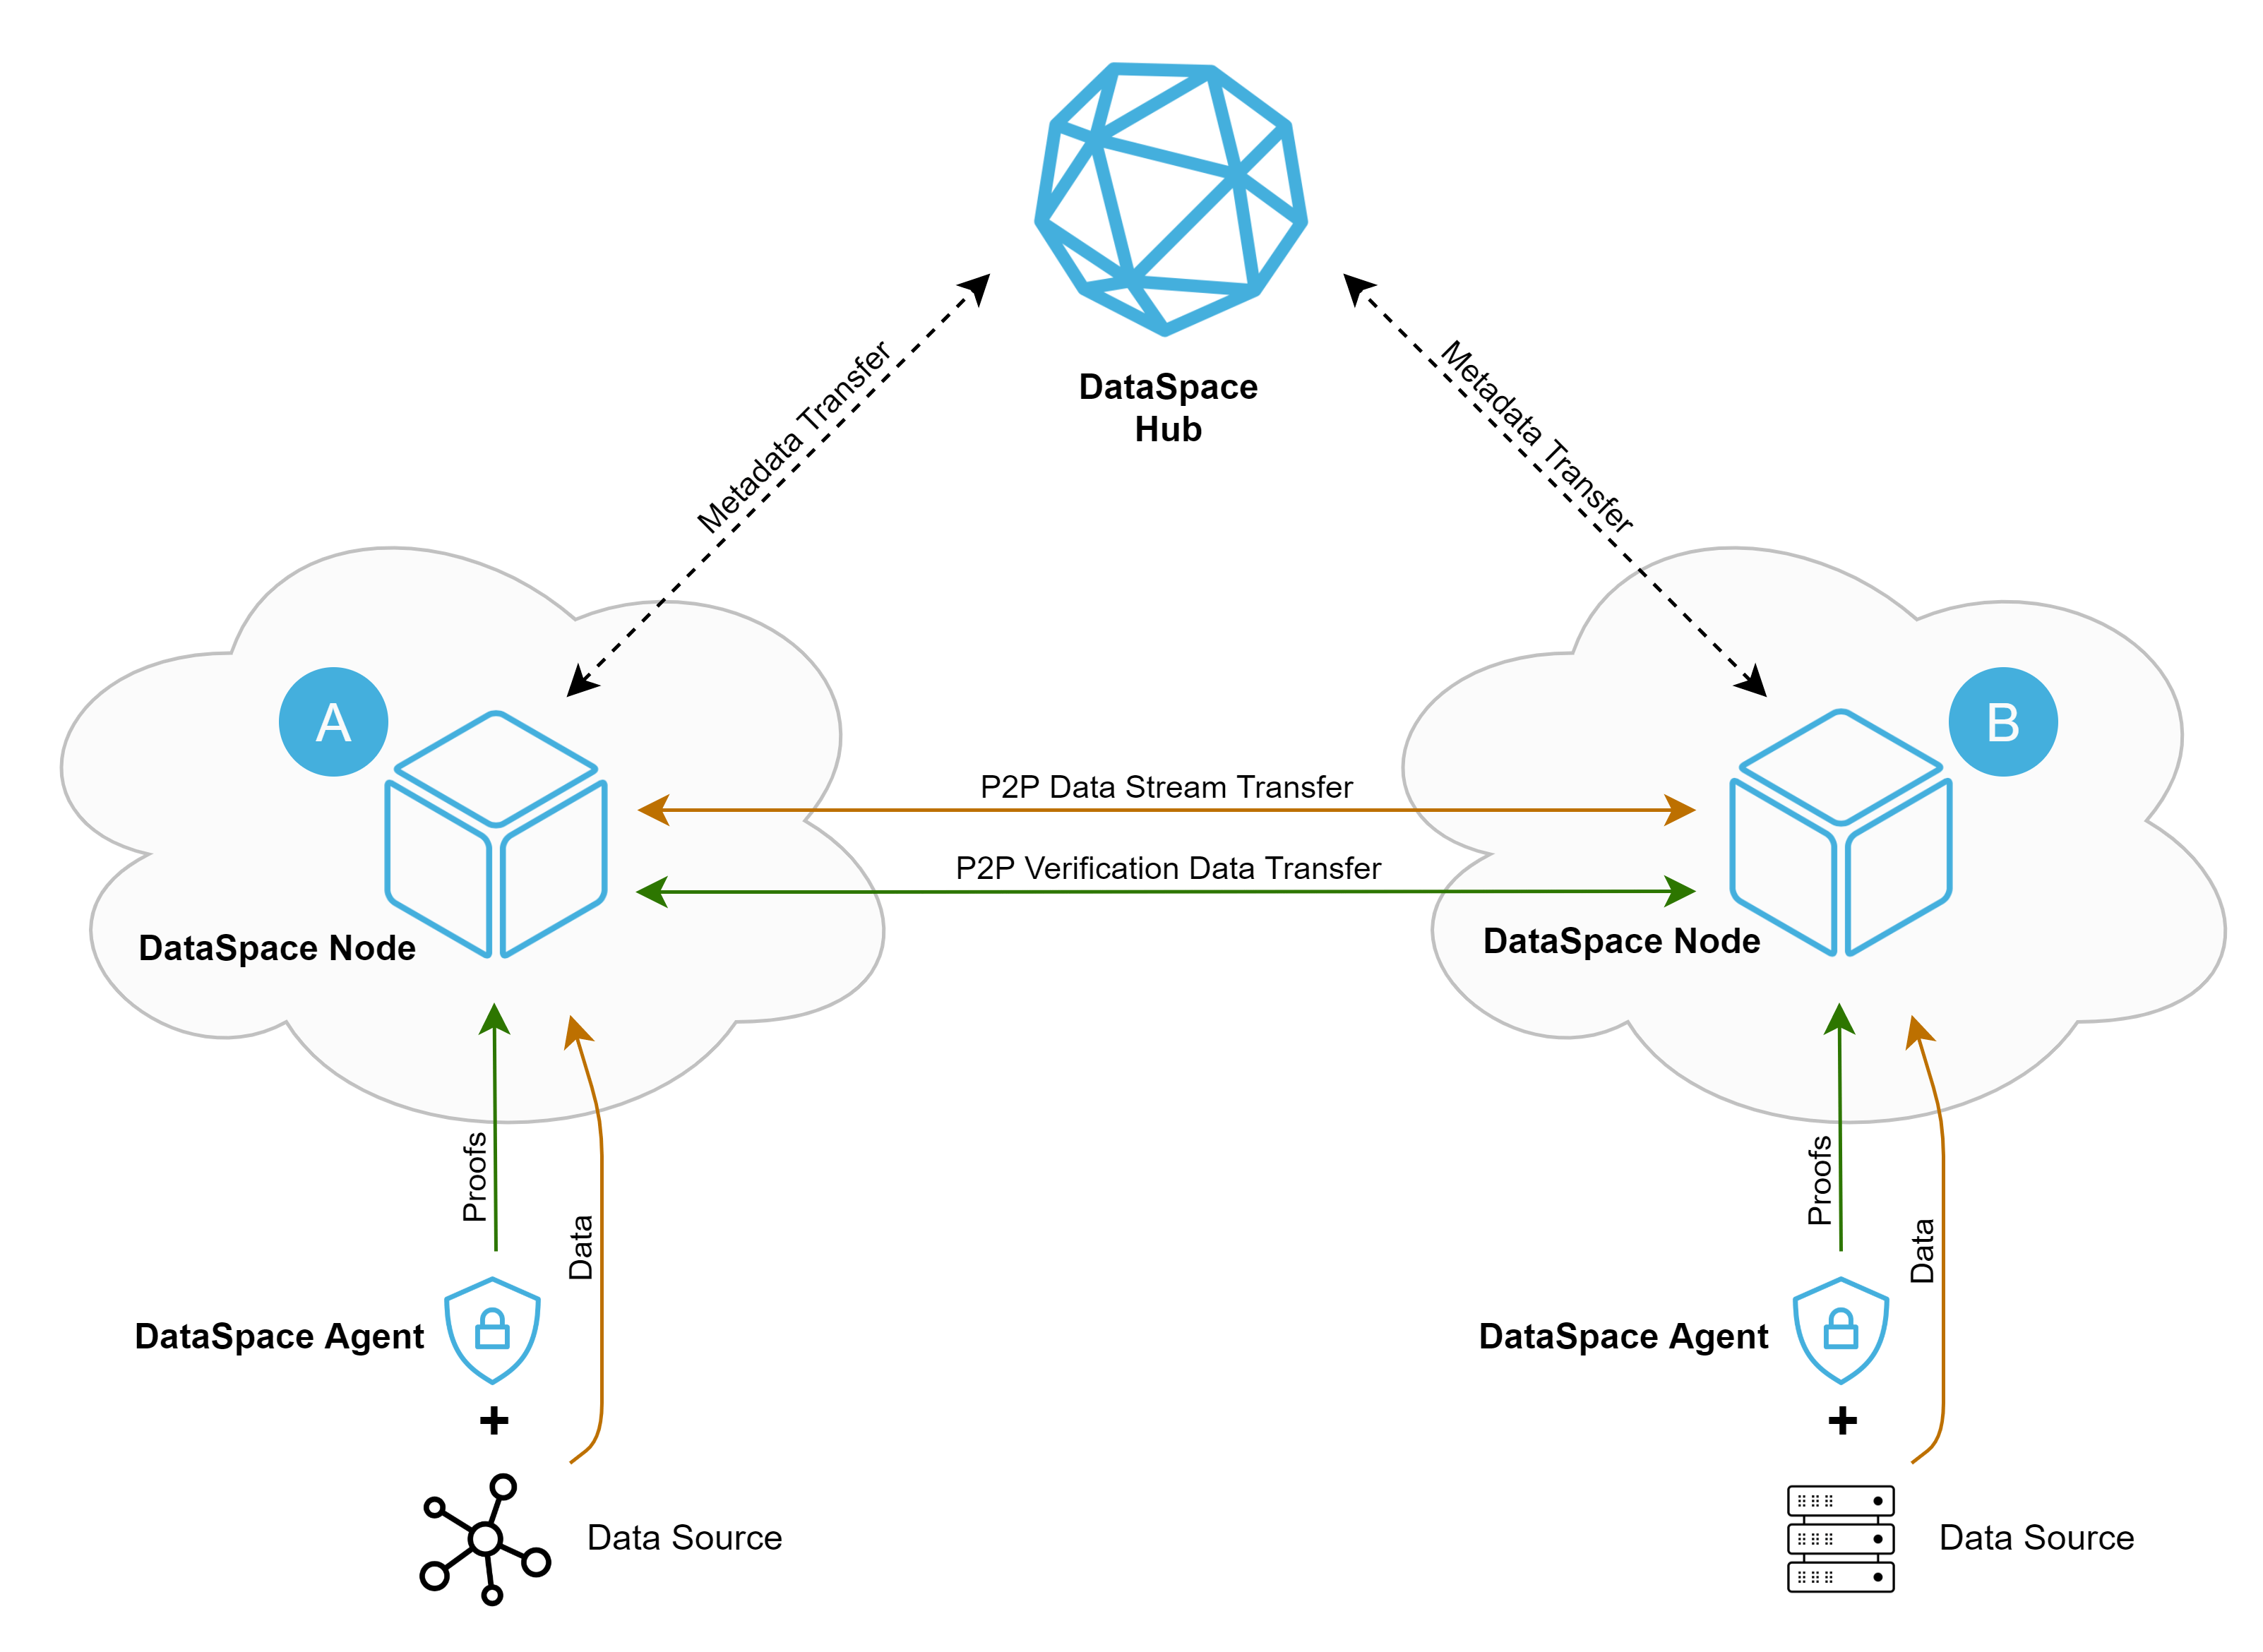 DataSpace
Hub
Metadata Transfer
Metadata Transfer
A
B
P2P Data Stream Transfer
P2P Verification Data Transfer
DataSpace Node
DataSpace Node
Proofs
Data
Proofs
Data
DataSpace Agent
DataSpace Agent
+
+
Data Source
Data Source